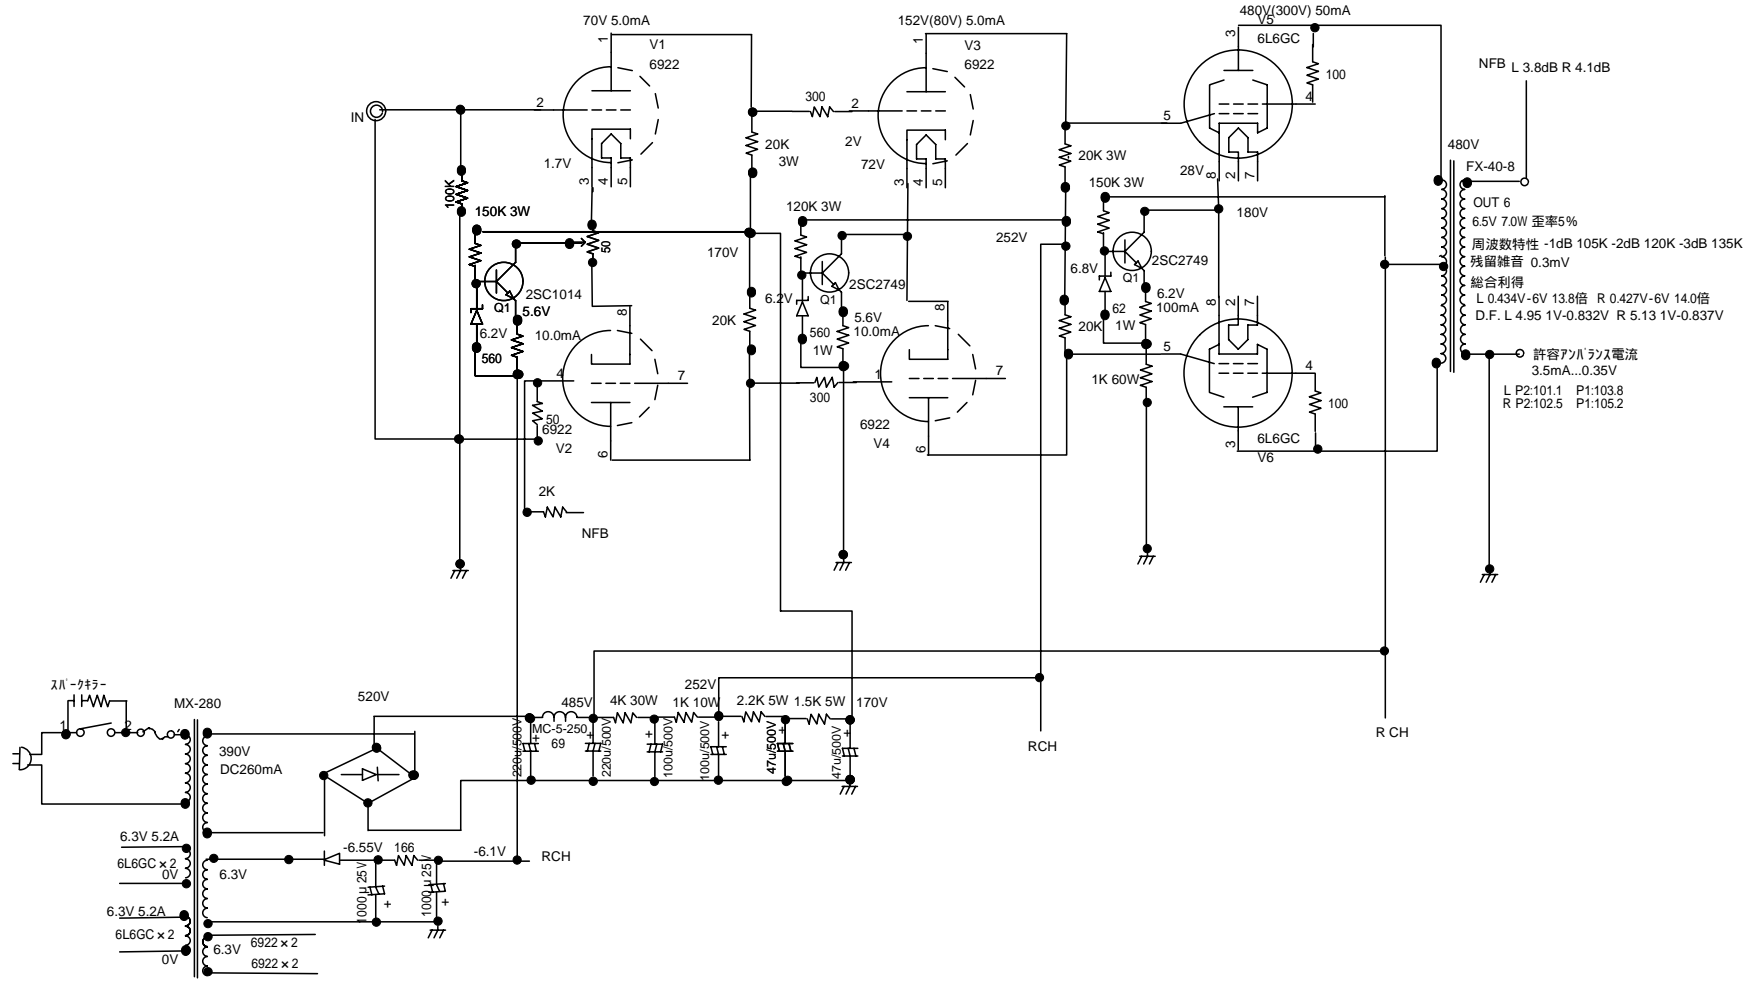 70V 5.0mA
V1
6922
1
2
IN
1.7V
3
4
5
100K
150K 3W
50
2SC1014
Q1
5.6V
6.2V
560
10.0mA
8
4
7
50
6922
V2
6
2K
NFB
20K
3W
170V
20K
152V(80V) 5.0mA
V3
6922
1
300
2
2V
72V
3
4
5
120K 3W
2SC2749
Q1
6.2V
5.6V
560
10.0mA
1W
8
1
7
300
6922
V4
6
20K 3W
252V
20K
480V(300V) 50mA
V5
6L6GC
3
100
4
5
28V
8
2
7
150K 3W
180V
2SC2749
6.8V
Q1
6.2V
62
100mA
1W
1K 60W
8
2
7
5
4
100
3
6L6GC
V6
NFB L 3.8dB R 4.1dB
480V
FX-40-8
OUT 6
6.5V 7.0W 歪率5%
周波数特性 -1dB 105K -2dB 120K -3dB 135K
残留雑音 0.3mV
総合利得
L 0.434V-6V 13.8倍 R 0.427V-6V 14.0倍
D.F. L 4.95 1V-0.832V R 5.13 1V-0.837V
許容ｱﾝﾊﾞﾗﾝｽ電流
3.5mA...0.35V
L P2:101.1 P1:103.8
R P2:102.5 P1:105.2
ｽﾊﾟｰｸｷﾗｰ
1
2
MX-280
390V
DC260mA
520V
485V
4K 30W
252V
1K 10W
2.2K 5W
1.5K 5W
170V
MC-5-250
69
220u/500V
+
220u/500V
+
100u/500V
+
100u/500V
+
47u/500V
+
47u/500V
+
RCH
R CH
6.3V 5.2A
6L6GC×2
0V
6.3V 5.2A
6L6GC×2
0V
6.3V
-6.55V
166
-6.1V
RCH
1000μ25V
+
1000μ25V
+
6.3V
6922×2
6922×2